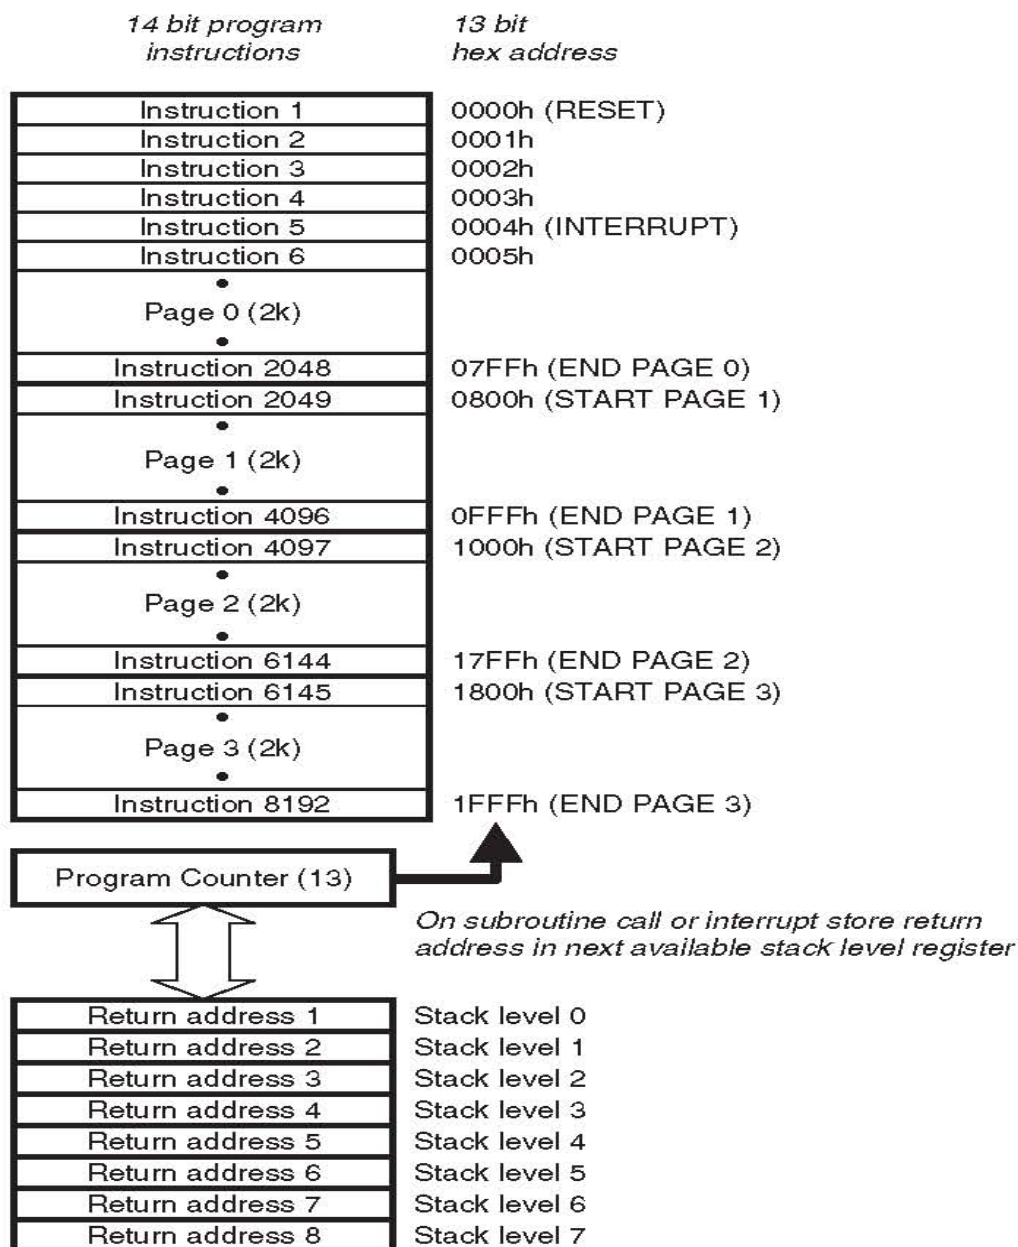 14 bit program
instructions
13 bit
hex address
Instruction 1 0000h (RESET)
Instruction 2 0001h
Instruction 3 0002h
Instruction 4 0003h
Instruction 5 0004h (INTERRUPT)
Instruction 6 0005h
Page 0 (2k)
Instruction 2048 07FFh (END PAGE 0)
Instruction 2049 0800h (START PAGE 1)
Page 1 (2k)
Instruction 4096 0FFFh (END PAGE 1)
Instruction 4097 1000h (START PAGE 2)
Page 2 (2k)
Instruction 6144 17FFh (END PAGE 2)
Instruction 6145 1800h (START PAGE 3)
Page 3 (2k)
Instruction 8192 1FFFh (END PAGE 3)
Program Counter (13)
On subroutine call or interrupt store return
address in next available stack level register
Return address 1 Stack level 0
Return address 2 Stack level 1
Return address 3 Stack level 2
Return address 4 Stack level 3
Return address 5 Stack level 4
Return address 6 Stack level 5
Return address 7 Stack level 6
Return address 8 Stack level 7